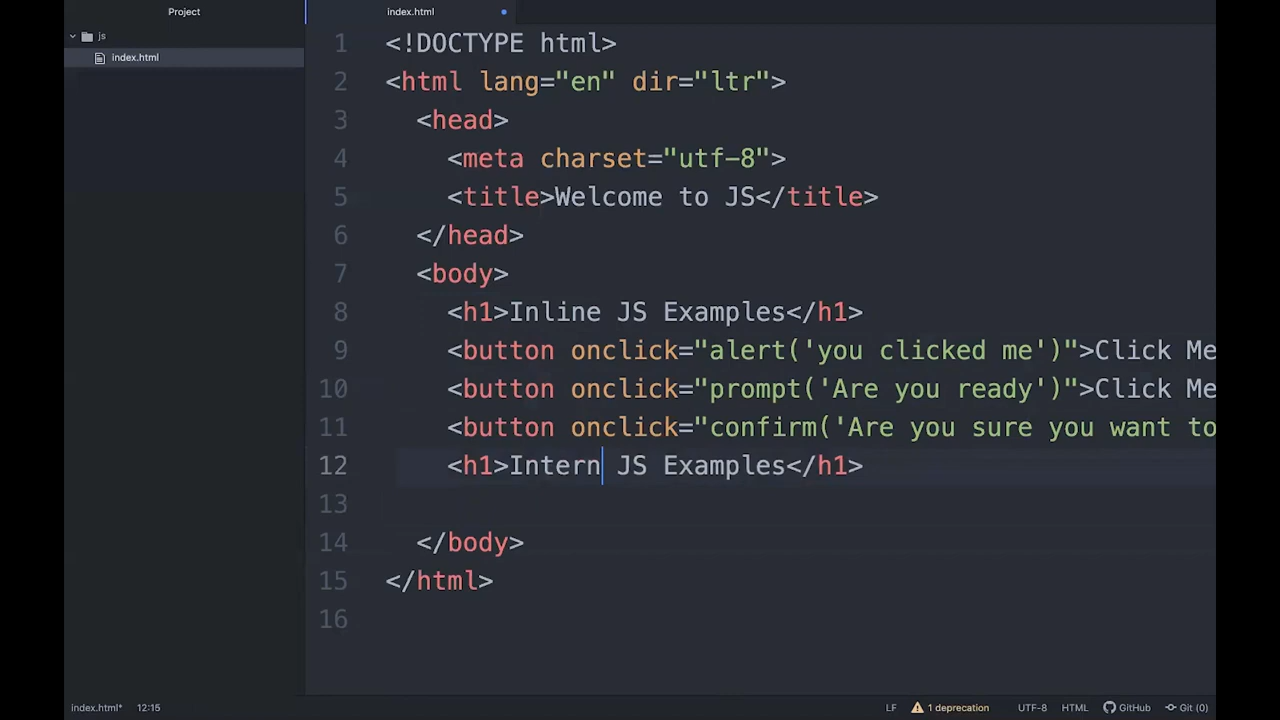 Project
index.html
js
index.html
1 <!DOCTYPE html>
2 <html lang="en" dir="ltr">
3 <head>
4 <meta charset="utf-8">
5 <title>Welcome to JS</title>
6 </head>
7 <body>
8 <h1>Inline JS Examples</h1>
9 <button onclick="alert('you clicked me')">Click Me
10 <button onclick="prompt('Are you ready')">Click Me
11 <button onclick="confirm('Are you sure you want to
12 <h1>Intern JS Examples</h1>
13
14 </body>
15 </html>
16
index.html* 12:15 LF 1 deprecation UTF-8 HTML GitHub Git (0)